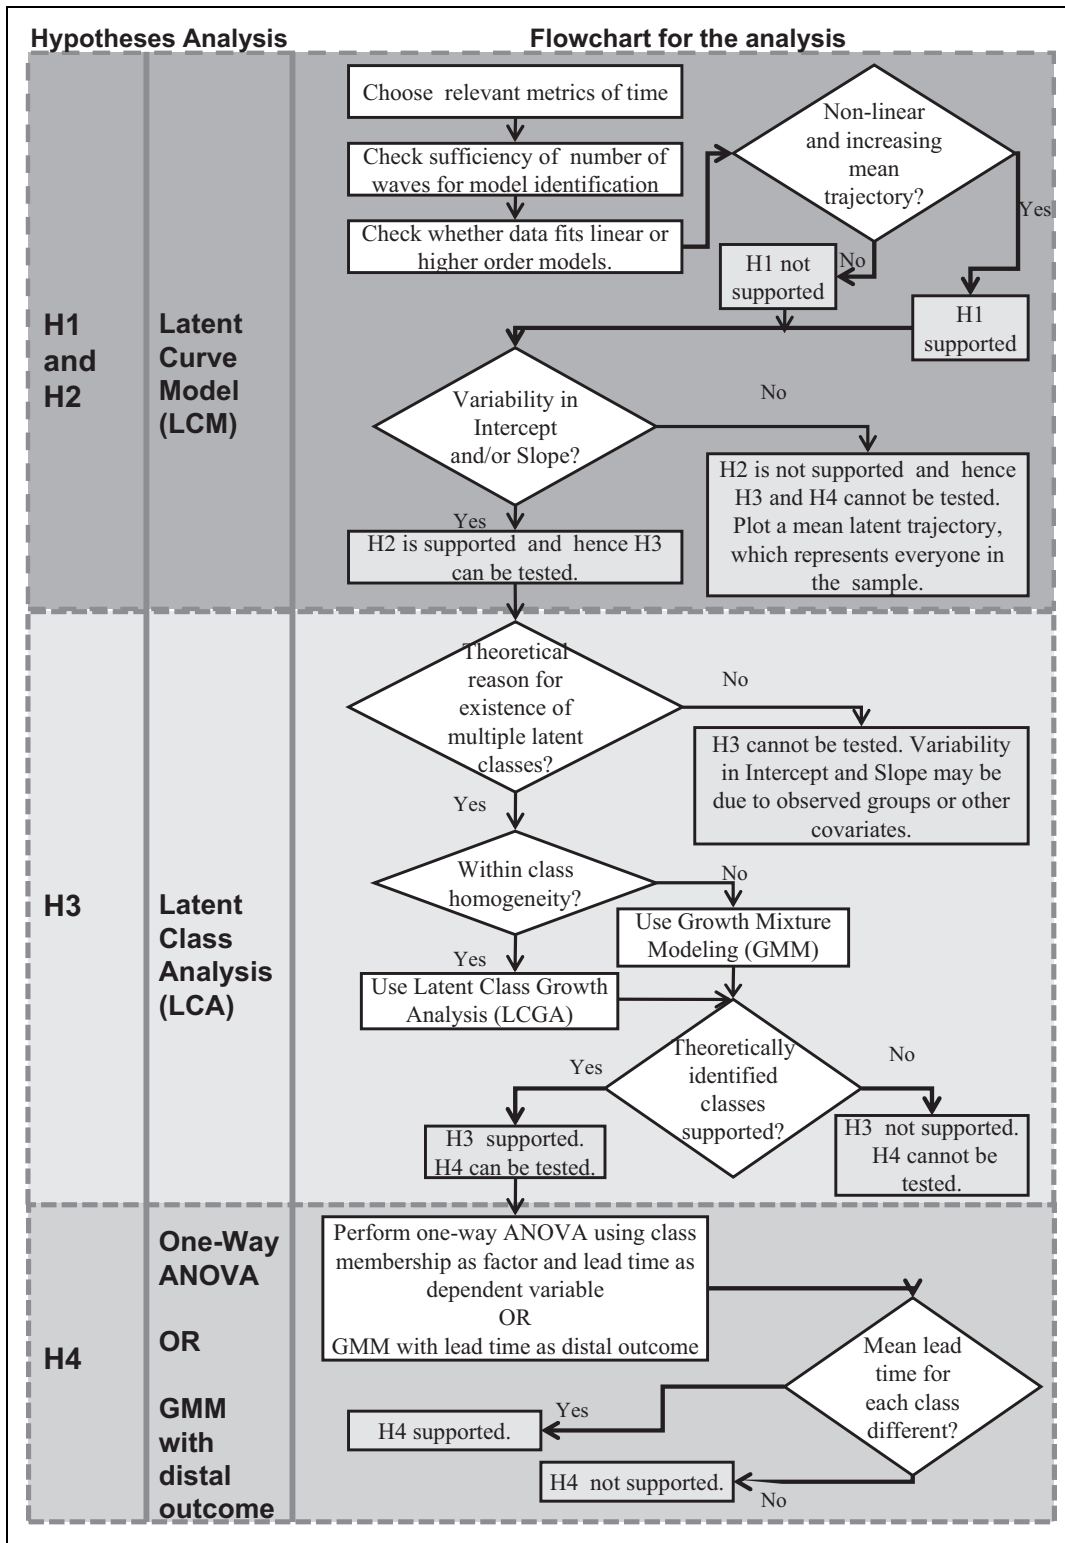 Hypotheses Analysis
Flowchart for the analysis
H1
and
H2
Latent
Curve
Model
(LCM)
Choose relevant metrics of time
Check sufficiency of number of
waves for model identification
Check whether data fits linear or
higher order models.
Non-linear
and increasing
mean
trajectory?
Yes
No
H1 not
supported
H1
supported
Variability in
Intercept
and/or Slope?
No
Yes
H2 is not supported and hence
H3 and H4 cannot be tested.
Plot a mean latent trajectory,
which represents everyone in
the sample.
H2 is supported and hence H3
can be tested.
H3
Latent
Class
Analysis
(LCA)
Theoretical
reason for
existence of
multiple latent
classes?
No
Yes
H3 cannot be tested. Variability
in Intercept and Slope may be
due to observed groups or other
covariates.
Within class
homogeneity?
No
Yes
Use Growth Mixture
Modeling (GMM)
Use Latent Class Growth
Analysis (LCGA)
Theoretically
identified
classes
supported?
Yes
No
H3 supported.
H4 can be tested.
H3 not supported.
H4 cannot be
tested.
H4
One-Way
ANOVA
OR
GMM
with
distal
outcome
Perform one-way ANOVA using class
membership as factor and lead time as
dependent variable
OR
GMM with lead time as distal outcome
Mean lead
time for
each class
different?
Yes
H4 supported.
H4 not supported.
No